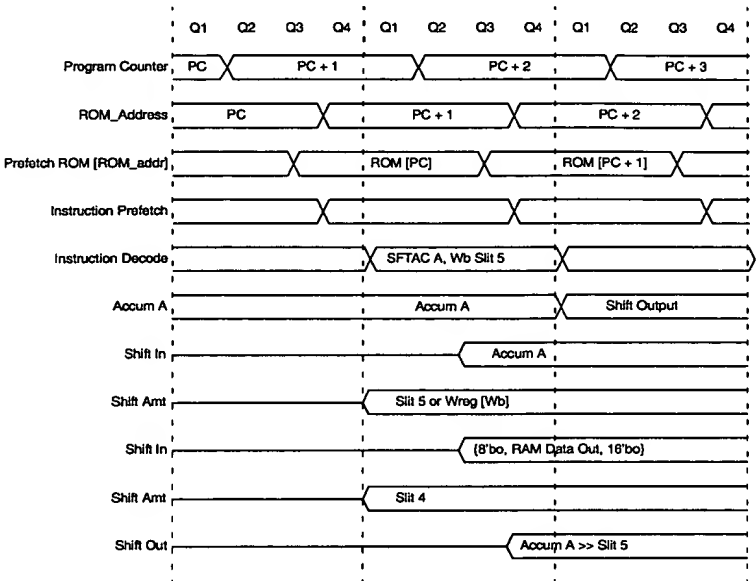 Q1 Q2 Q3 Q4 Q1 Q2 Q3 Q4 Q1 Q2 Q3 Q4
Program Counter PC PC + 1 PC + 2 PC + 3
ROM_Address PC PC + 1 PC + 2
Prefetch ROM [ROM_addr] ROM [PC] ROM [PC + 1]
Instruction Prefetch
Instruction Decode SFTAC A, Wb Slit 5
Accum A Accum A Shift Output
Shift In Accum A
Shift Amt Slit 5 or Wreg [Wb]
Shift In {8'bo, RAM Data Out, 16'bo}
Shift Amt Slit 4
Shift Out Accum A >> Slit 5